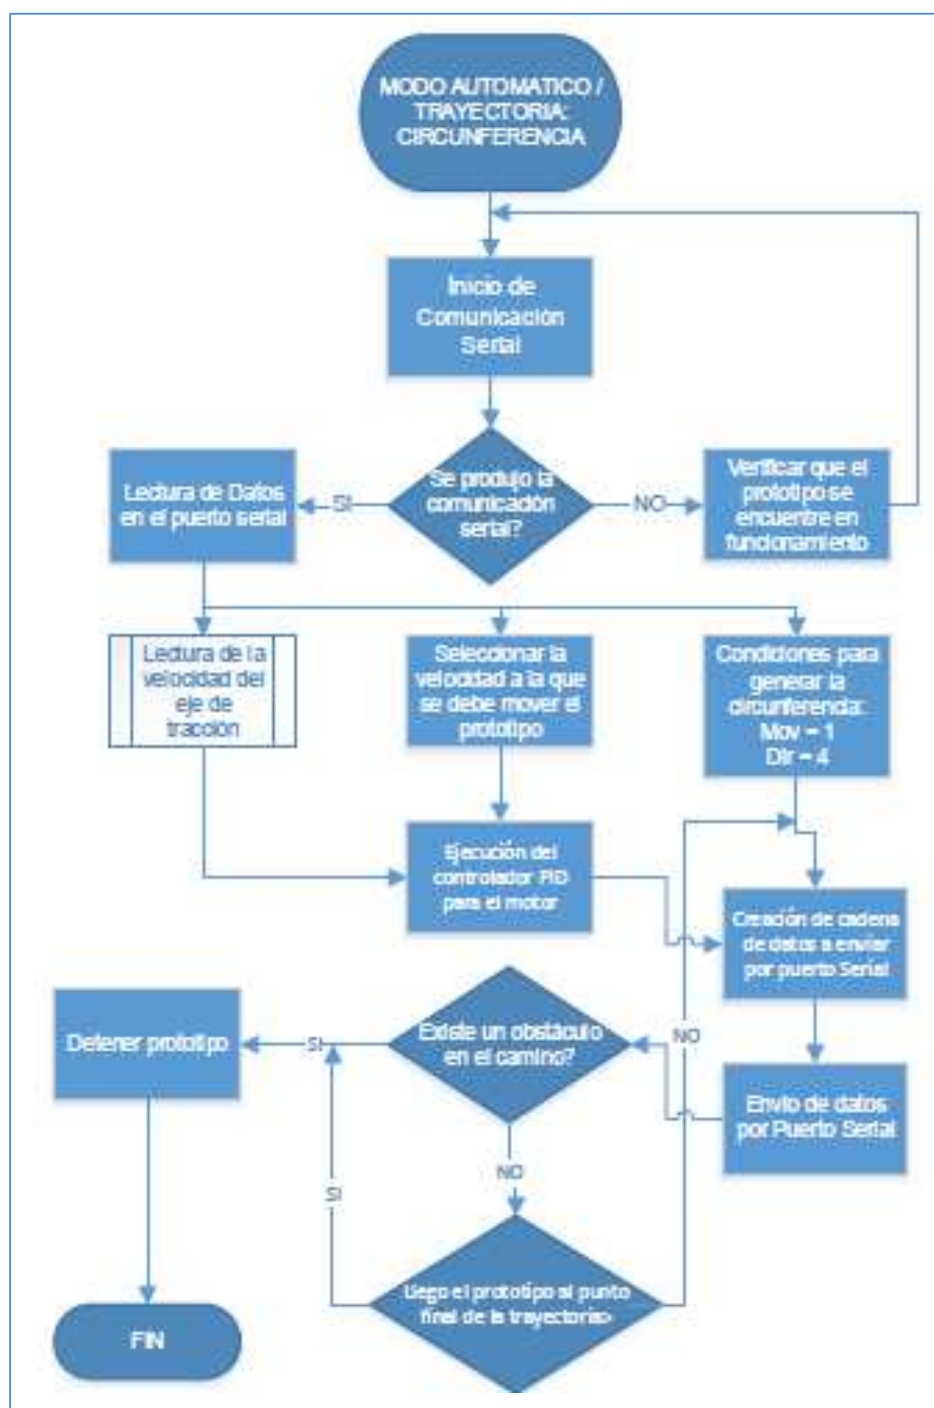 MODO AUTOMATICO /
TRAYECTORIA:
CIRCUNFERENCIA
Inicio de
Comunicación
Serial
Se produjo la
comunicación
serial?
SI
NO
Lectura de Datos
en el puerto serial
Verificar que el
prototipo se
encuentre en
funcionamiento
Lectura de la
velocidad del
eje de
tracción
Seleccionar la
velocidad a la que
se debe mover el
prototipo
Condiciones para
generar la
circunferencia:
Mov = 1
Dir = 4
Ejecución del
controlador PID
para el motor
Creación de cadena
de datos a enviar
por puerto Serial
Existe un obstáculo
en el camino?
SI
NO
Detener prototipo
Envio de datos
por Puerto Serial
NO
SI
Llego el prototipo al punto
final de la trayectoria>
FIN